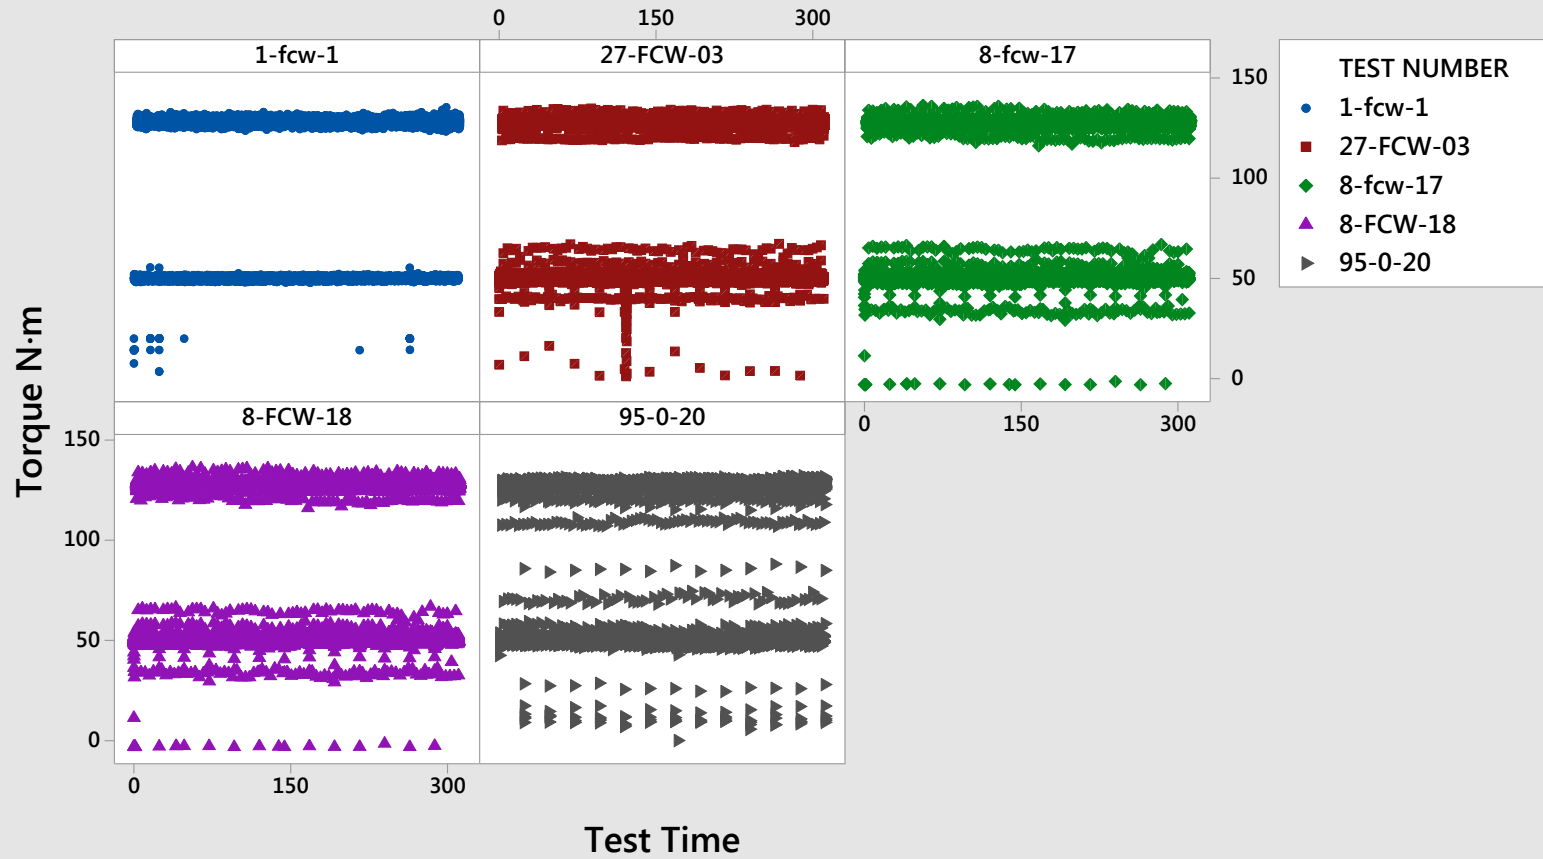 0 150 300
1-fcw-1 27-FCW-03 8-fcw-17
TEST NUMBER
1-fcw-1
27-FCW-03
8-fcw-17
8-FCW-18
95-0-20
150
100
50
0
Torque N·m
8-FCW-18 95-0-20
0 150 300
150
100
50
0
0 150 300
Test Time